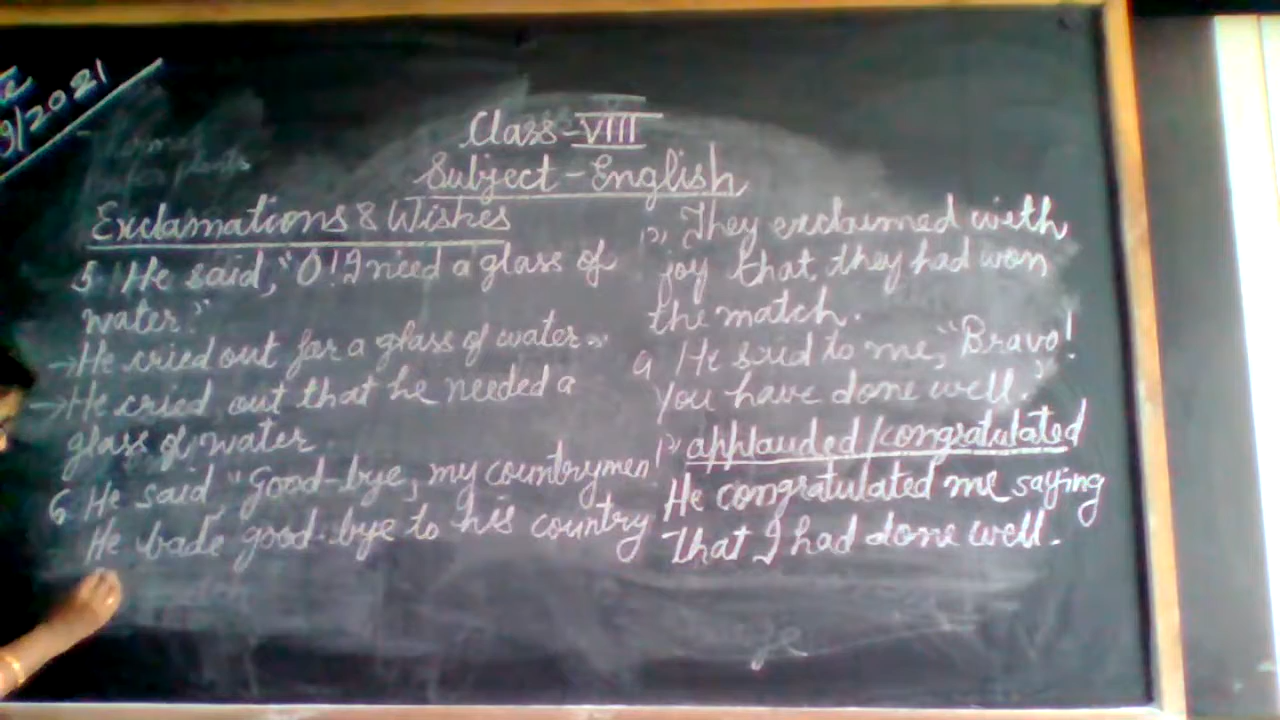 9/2021
Class-VIII
Subject-English
Exclamations & Wishes
5 He said, "O! I need a glass of
water."
→He cried out for a glass of water.
→He cried out that he needed a
glass of water.
6 He said, "Good-bye, my countrymen!
He bade good-bye to his country
They exclaimed with
joy that they had won
the match.
9 He said to me, "Bravo!
You have done well."
applauded/congratulated
He congratulated me saying
that I had done well.